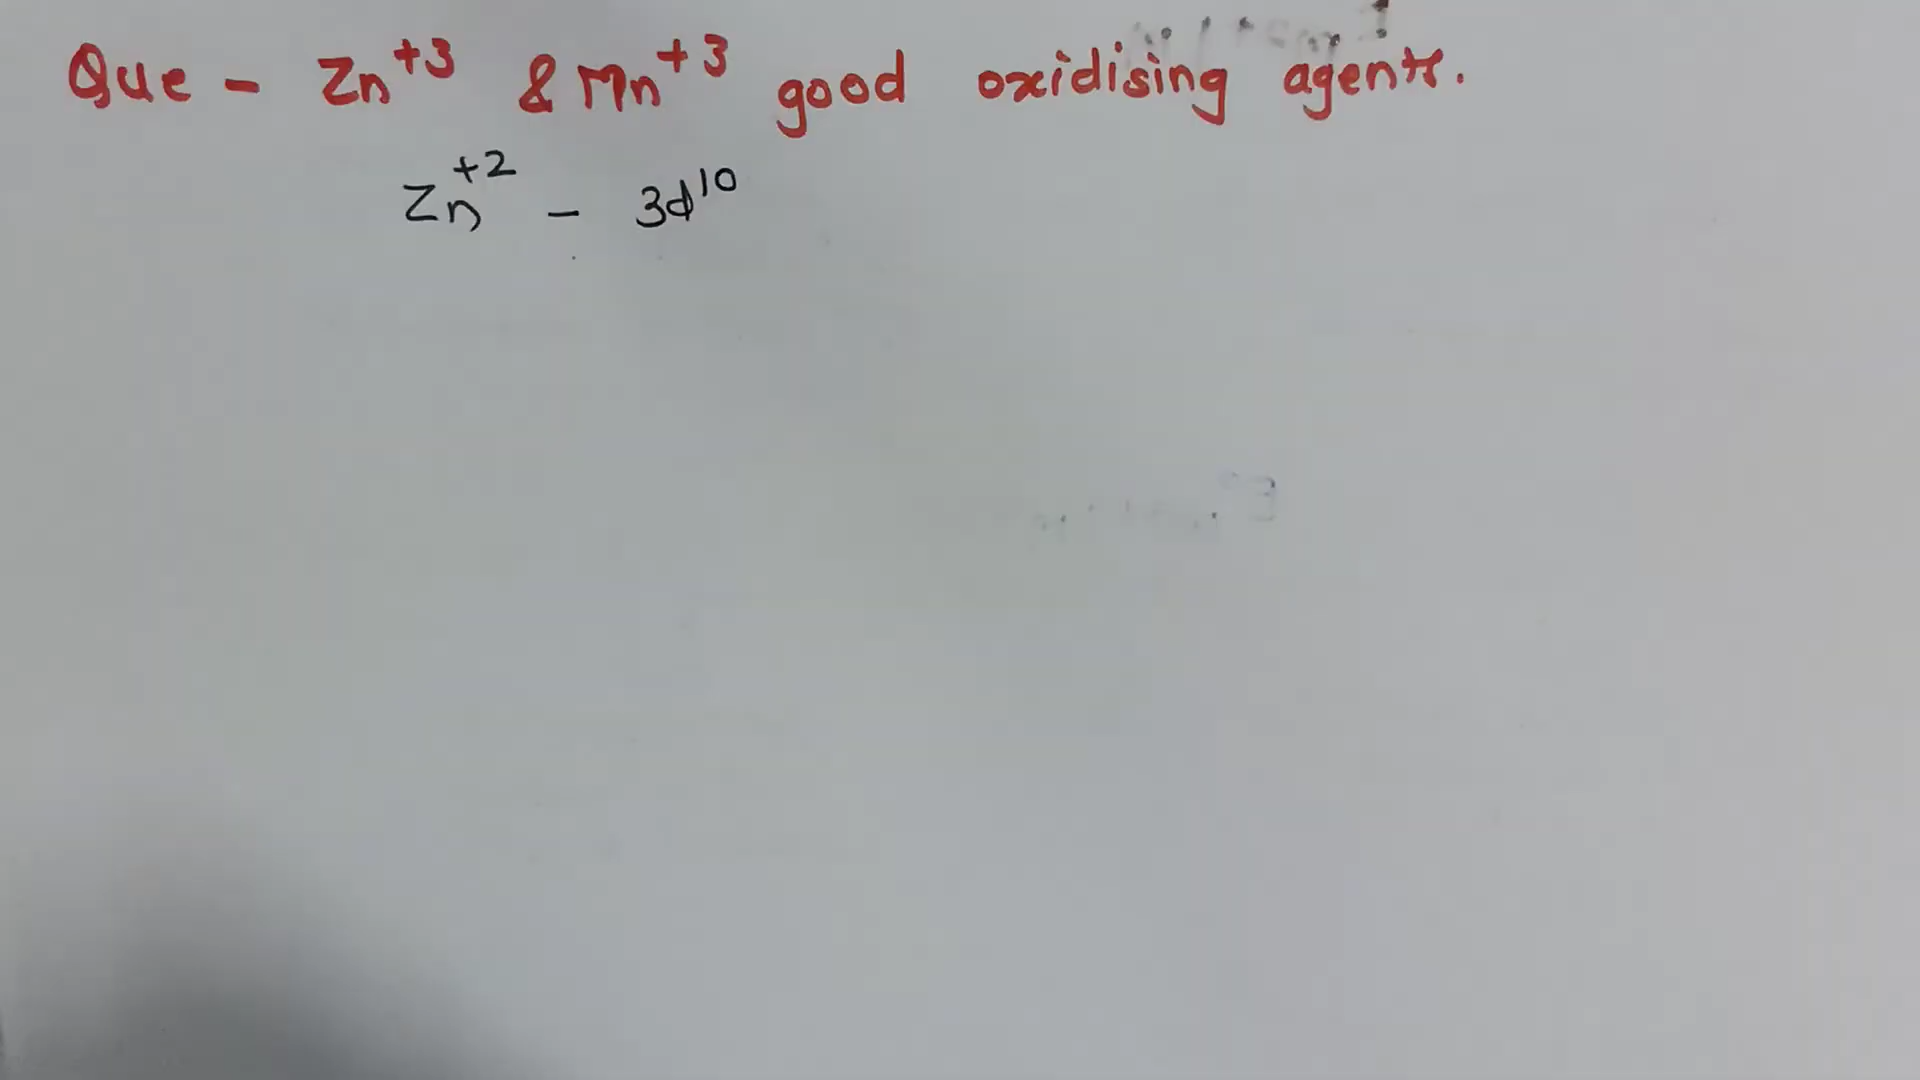 Que - Zn+3 & Mn+3 good oxidising agents.
Zn+2 - 3d10